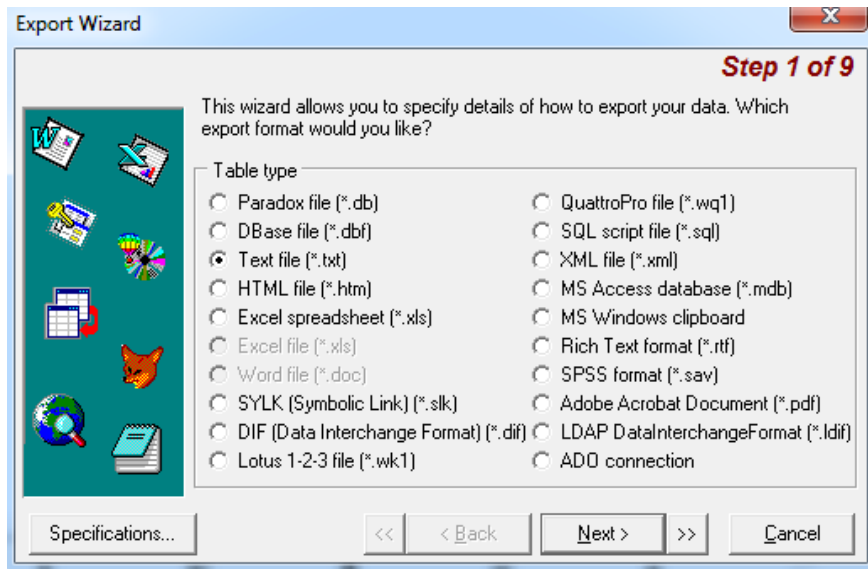 Export Wizard
Step 1 of 9
This wizard allows you to specify details of how to export your data. Which
export format would you like?
Table type
Paradox file (*.db)
DBase file (*.dbf)
Text file (*.txt)
HTML file (*.htm)
Excel spreadsheet (*.xls)
Excel file (*.xls)
Word file (*.doc)
SYLK (Symbolic Link) (*.slk)
DIF (Data Interchange Format) (*.dif)
Lotus 1-2-3 file (*.wk1)
QuattroPro file (*.wq1)
SQL script file (*.sql)
XML file (*.xml)
MS Access database (*.mdb)
MS Windows clipboard
Rich Text format (*.rtf)
SPSS format (*.sav)
Adobe Acrobat Document (*.pdf)
LDAP DataInterchangeFormat (*.ldif)
ADO connection
Specifications...
<<
< Back
Next >
>>
Cancel